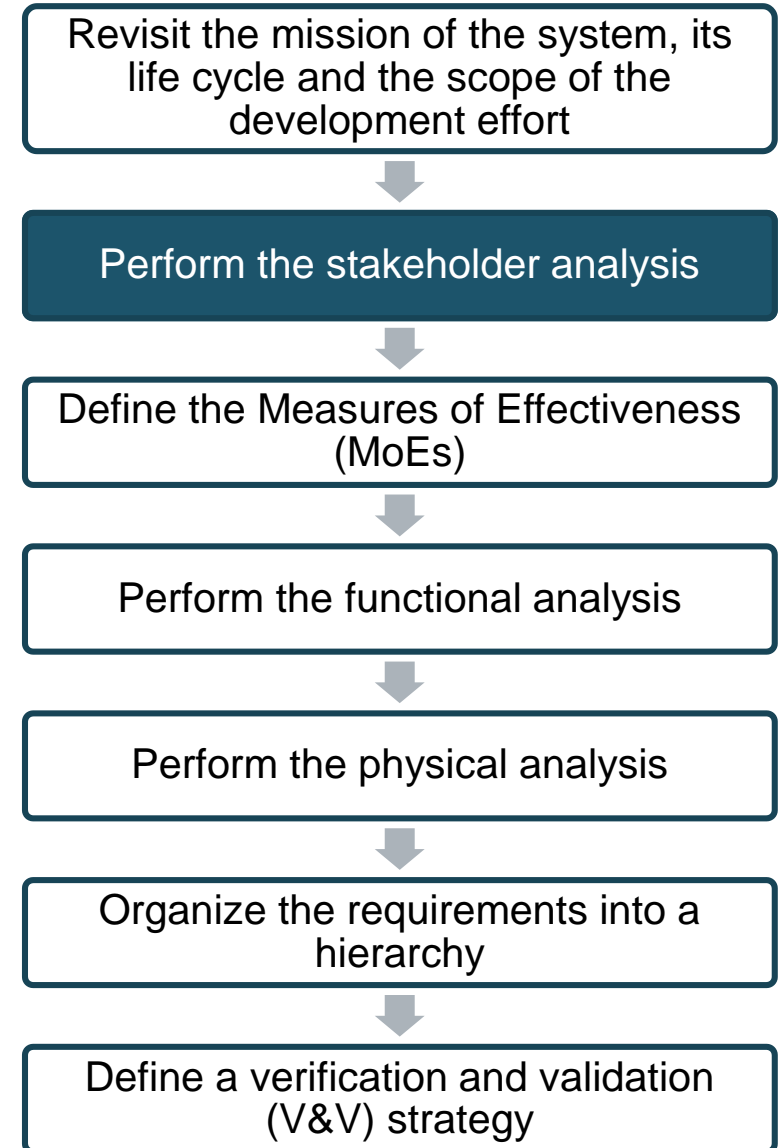 Revisit the mission of the system, its
life cycle and the scope of the
development effort
Perform the stakeholder analysis
Define the Measures of Effectiveness
(MoEs)
Perform the functional analysis
Perform the physical analysis
Organize the requirements into a
hierarchy
Define a verification and validation
(V&V) strategy